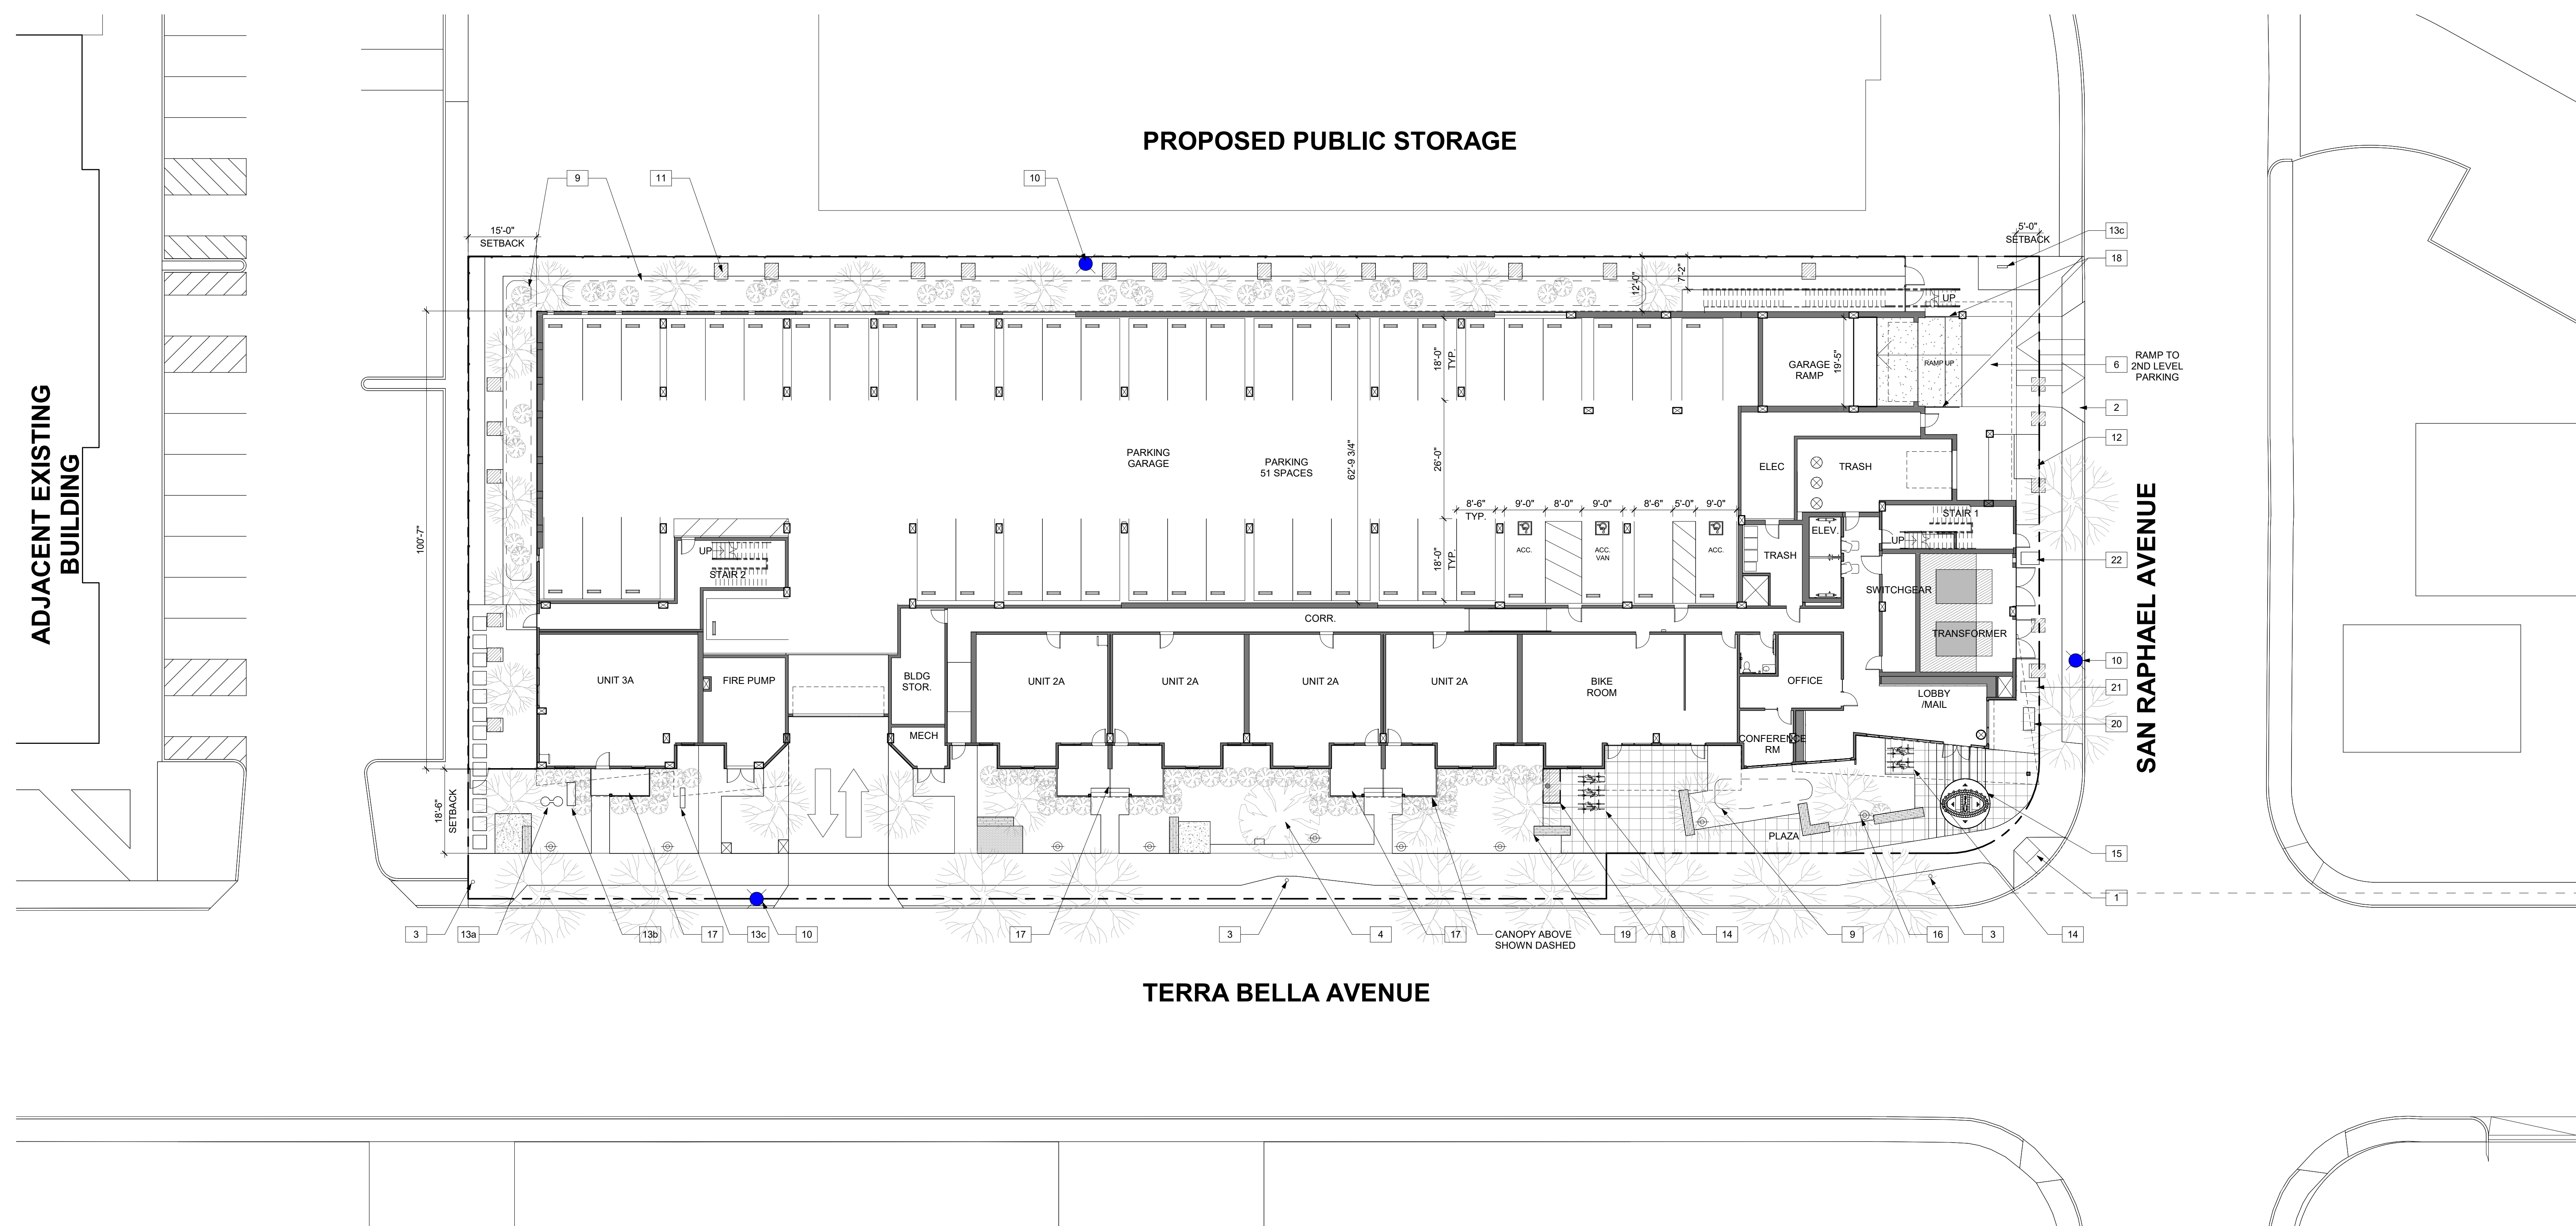 PROPOSED PUBLIC STORAGE
9
11
10
15'-0"
SETBACK
5'-0"
SETBACK
13c
18
12'-0"
7'-2"
UP
18'-0"
TYP.
GARAGE
RAMP
19'-5"
RAMP UP
6
RAMP TO
2ND LEVEL
PARKING
2
12
ADJACENT EXISTING
BUILDING
100'-7"
PARKING
GARAGE
PARKING
51 SPACES
62'-9 3/4"
26'-0"
ELEC
TRASH
8'-6"
TYP.
9'-0"
8'-0"
9'-0"
8'-6"
5'-0"
9'-0"
STAIR 1
UP
ELEV.
TRASH
ACC.
ACC.
VAN
ACC.
18'-0"
TYP.
UP
STAIR 2
22
SWITCHGEAR
TRANSFORMER
SAN RAPHAEL AVENUE
CORR.
10
UNIT 3A
FIRE PUMP
BLDG
STOR.
UNIT 2A
UNIT 2A
UNIT 2A
UNIT 2A
BIKE
ROOM
OFFICE
LOBBY
/MAIL
21
20
MECH
CONFERENCE
RM
18'-6"
SETBACK
PLAZA
15
1
3
13a
13b
17
13c
10
17
3
4
17
CANOPY ABOVE
SHOWN DASHED
19
8
14
9
16
3
14
TERRA BELLA AVENUE